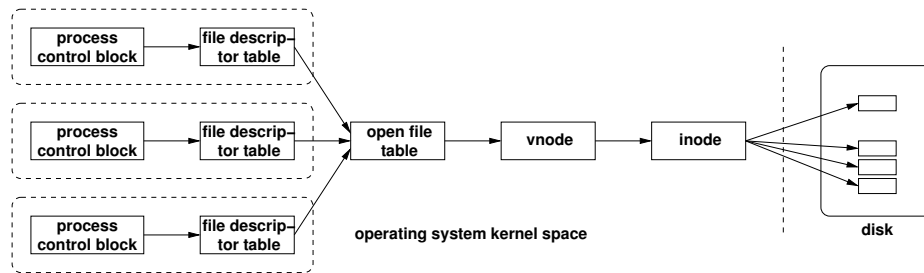 process
control block
file descrip–
tor table
process
control block
file descrip–
tor table
open file
table
vnode
inode
process
control block
file descrip–
tor table
operating system kernel space
disk